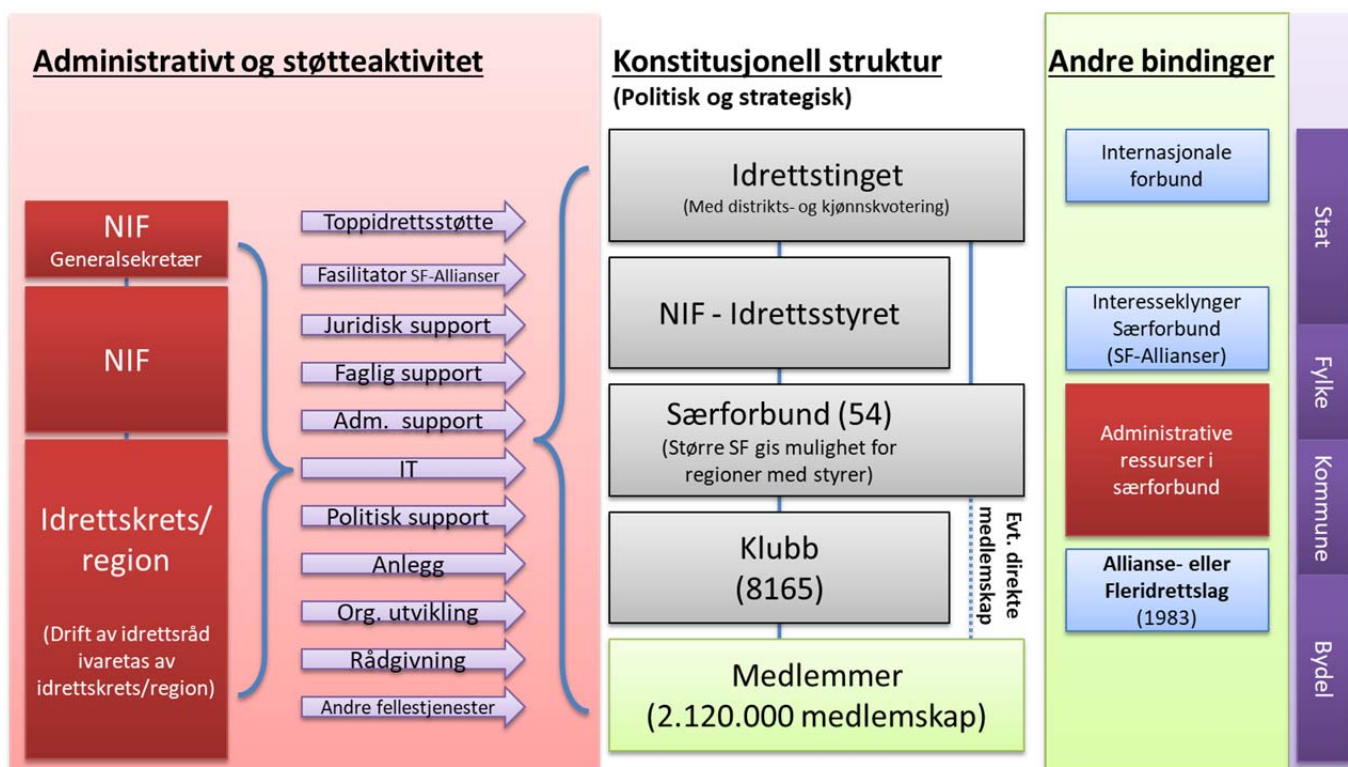 Administrativt og støtteaktivitet
NIF
Generalsekretær
NIF
Idrettskrets/
region
(Drift av idrettsråd
ivaretas av
idrettskrets/region)
Toppidrettsstøtte
Fasilitator SF-Allianser
Juridisk support
Faglig support
Adm. support
IT
Politisk support
Anlegg
Org. utvikling
Rådgivning
Andre fellestjenester
Konstitusjonell struktur
(Politisk og strategisk)
Idrettstinget
(Med distrikts- og kjønnskvotering)
NIF - Idrettsstyret
Særforbund (54)
(Større SF gis mulighet for
regioner med styrer)
Klubb
(8165)
Evt. direkte
medlemskap
Medlemmer
(2.120.000 medlemskap)
Andre bindinger
Internasjonale
forbund
Interesseklynger
Særforbund
(SF-Allianser)
Administrative
ressurser i
særforbund
Allianse- eller
Fleridrettslag
(1983)
Stat
Fylke
Kommune
Bydel